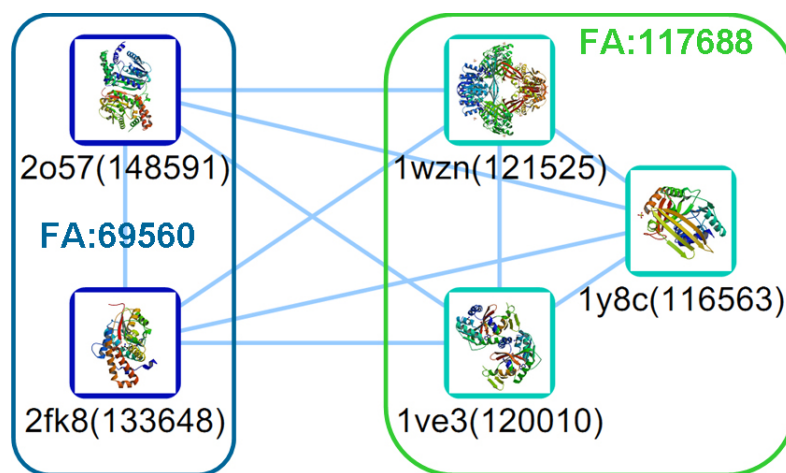 FA:117688
2o57(148591)
1wzn(121525)
FA:69560
1y8c(116563)
2fk8(133648)
1ve3(120010)